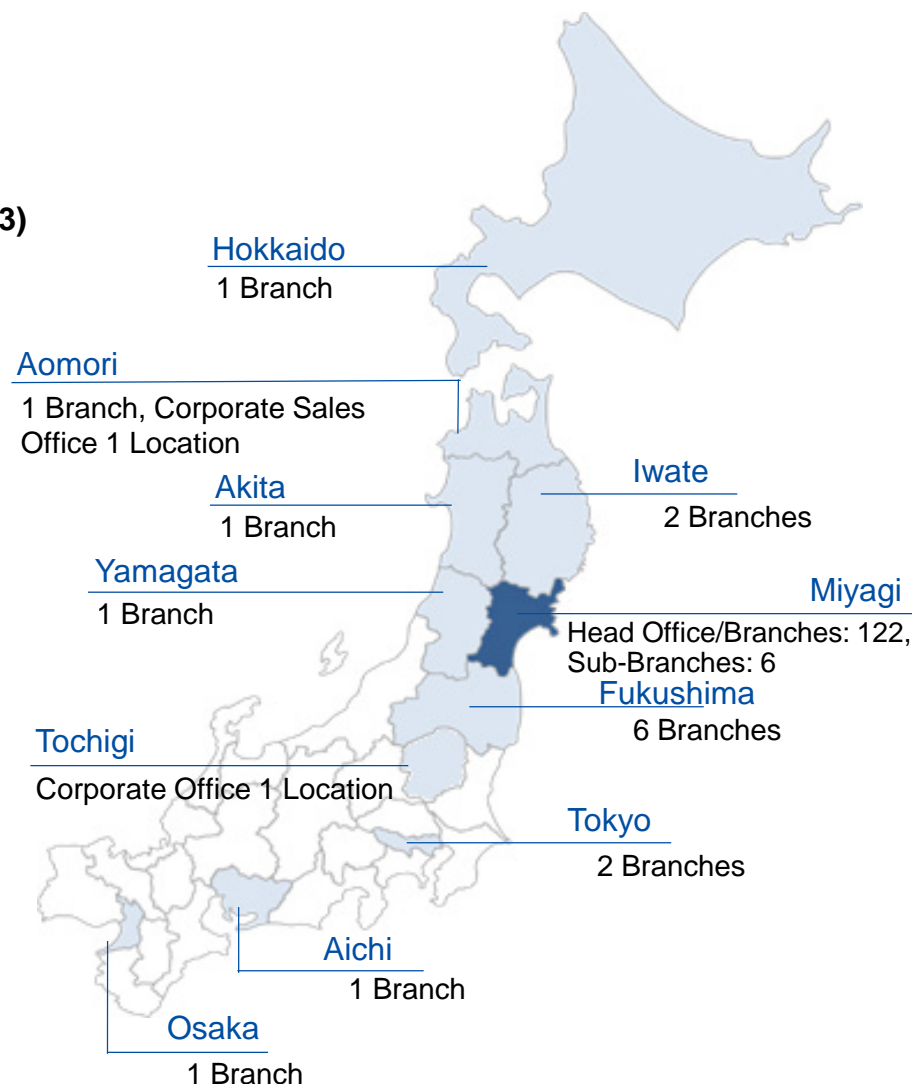 3)
Hokkaido
1 Branch
Aomori
1 Branch, Corporate Sales
Office 1 Location
Akita
1 Branch
Iwate
2 Branches
Yamagata
1 Branch
Miyagi
Head Office/Branches: 122,
Sub-Branches: 6
Fukushima
6 Branches
Tochigi
Corporate Office 1 Location
Tokyo
2 Branches
Aichi
1 Branch
Osaka
1 Branch